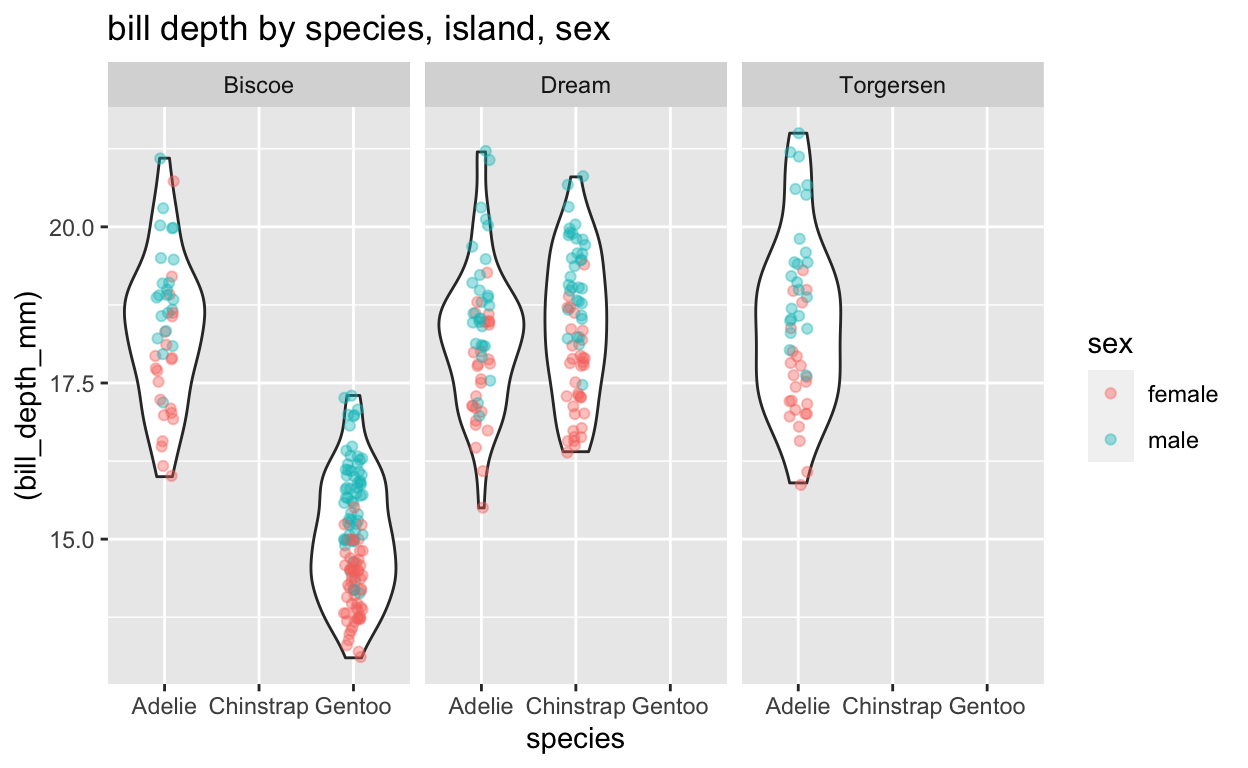 bill depth by species, island, sex
Biscoe
Dream
Torgersen
20.0
17.5
15.0
(bill_depth_mm)
Adelie Chinstrap Gentoo
Adelie Chinstrap Gentoo
Adelie Chinstrap Gentoo
species
sex
female
male